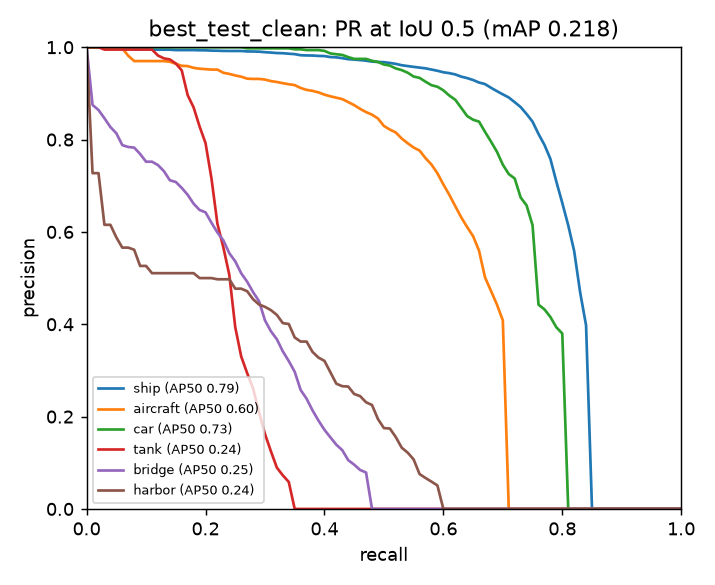 best_test_clean: PR at IoU 0.5 (mAP 0.218)
precision
1.0
0.8
0.6
0.4
0.2
0.0
ship (AP50 0.79)
aircraft (AP50 0.60)
car (AP50 0.73)
tank (AP50 0.24)
bridge (AP50 0.25)
harbor (AP50 0.24)
0.0 0.2 0.4 0.6 0.8 1.0
recall